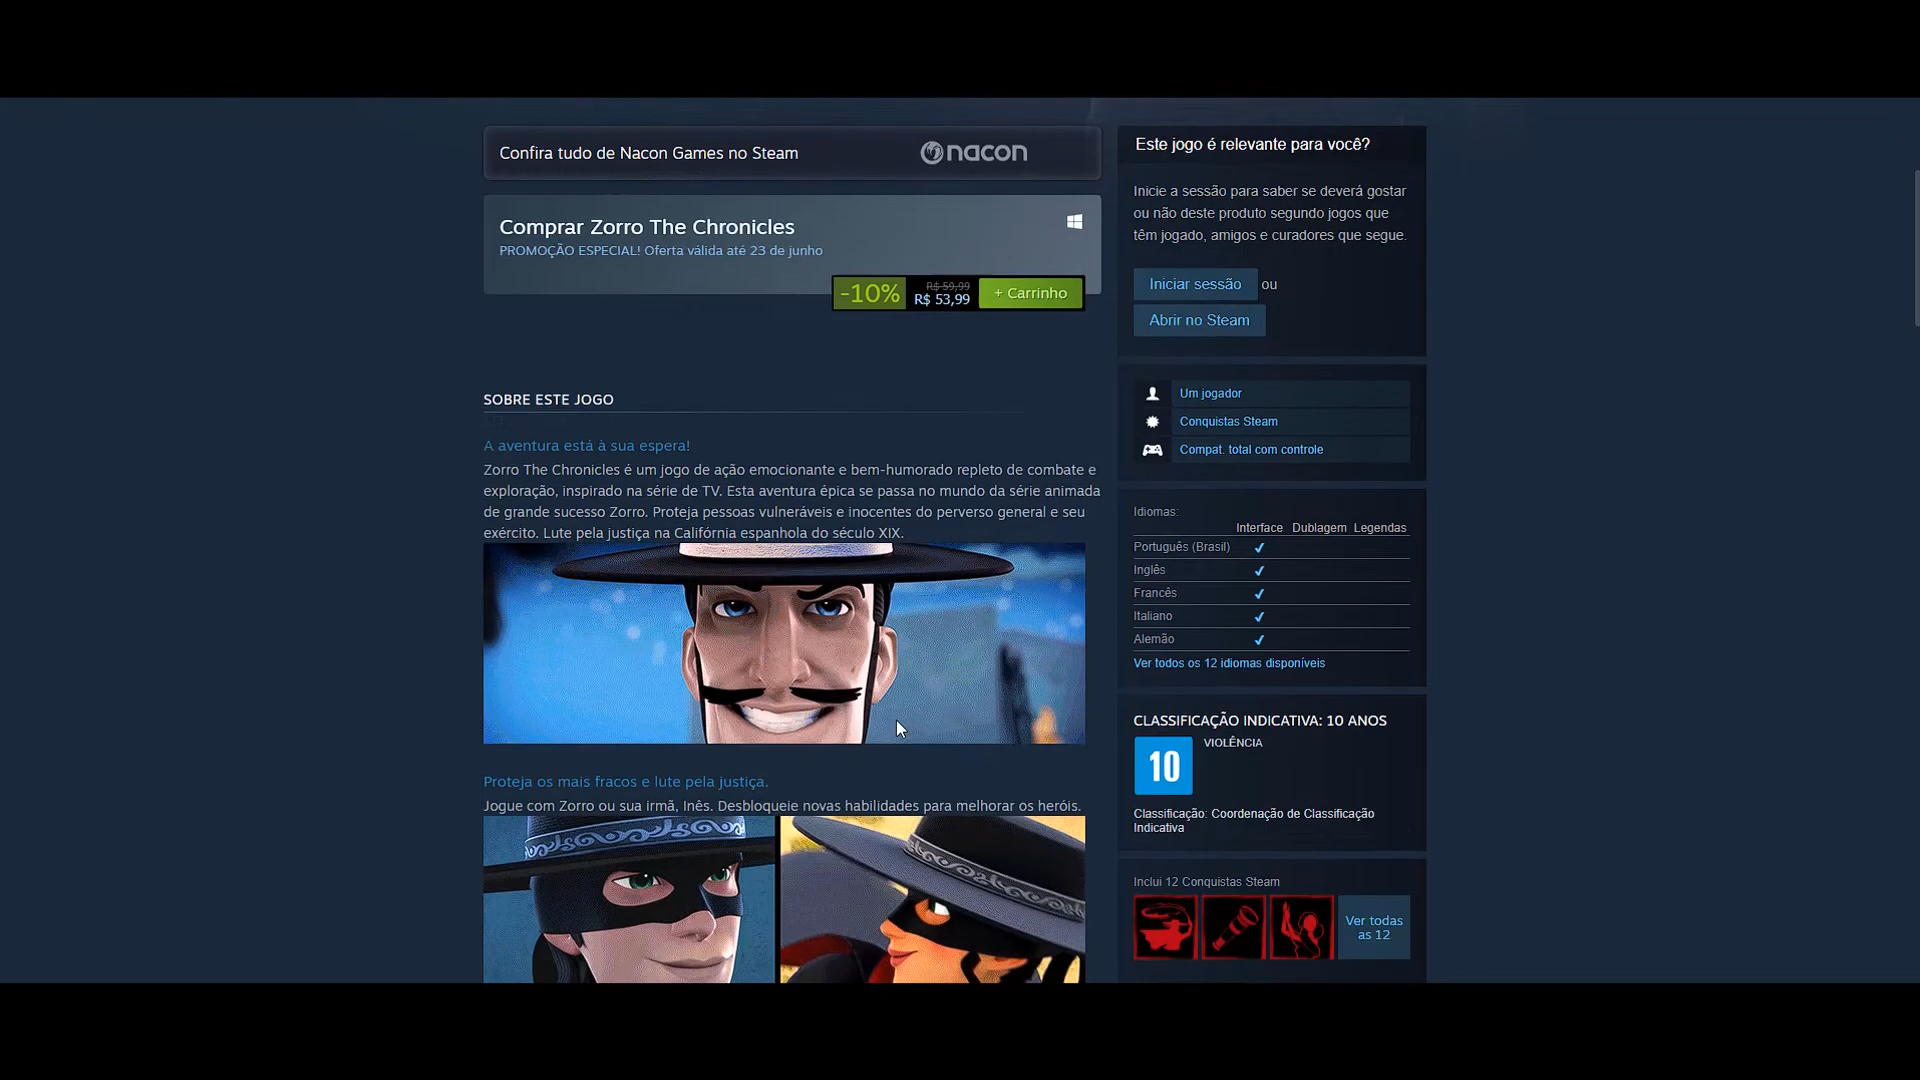 Confira tudo de Nacon Games no Steam
nacon
Comprar Zorro The Chronicles
PROMOÇÃO ESPECIAL! Oferta válida até 23 de junho
-10%
R$ 59,99
R$ 53,99
+ Carrinho
SOBRE ESTE JOGO
A aventura está à sua espera!
Zorro The Chronicles é um jogo de ação emocionante e bem-humorado repleto de combate e
exploração, inspirado na série de TV. Esta aventura épica se passa no mundo da série animada
de grande sucesso Zorro. Proteja pessoas vulneráveis e inocentes do perverso general e seu
exército. Lute pela justiça na Califórnia espanhola do século XIX.
Proteja os mais fracos e lute pela justiça.
Jogue com Zorro ou sua irmã, Inês. Desbloqueie novas habilidades para melhorar os heróis.
Este jogo é relevante para você?
Inicie a sessão para saber se deverá gostar
ou não deste produto segundo jogos que
têm jogado, amigos e curadores que segue.
Iniciar sessão ou
Abrir no Steam
Um jogador
Conquistas Steam
Compat. total com controle
Idiomas:
Interface Dublagem Legendas
Português (Brasil) ✔
Inglês ✔
Francês ✔
Italiano ✔
Alemão ✔
Ver todos os 12 idiomas disponíveis
CLASSIFICAÇÃO INDICATIVA: 10 ANOS
VIOLÊNCIA
10
Classificação: Coordenação de Classificação
Indicativa
Inclui 12 Conquistas Steam
Ver todas
as 12